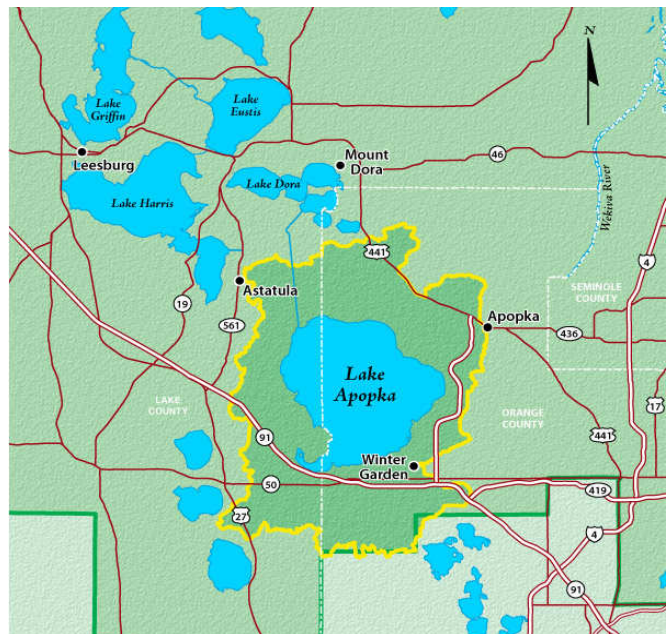 N
Lake
Griffin
Lake
Eustis
Leesburg
Mount
Dora
46
Lake Dora
Lake Harris
Wekiva River
441
4
Astatula
19
SEMINOLE
COUNTY
561
Apopka
436
Lake
Apopka
LAKE
COUNTY
ORANGE
COUNTY
17
91
441
Winter
Garden
50
419
27
4
91